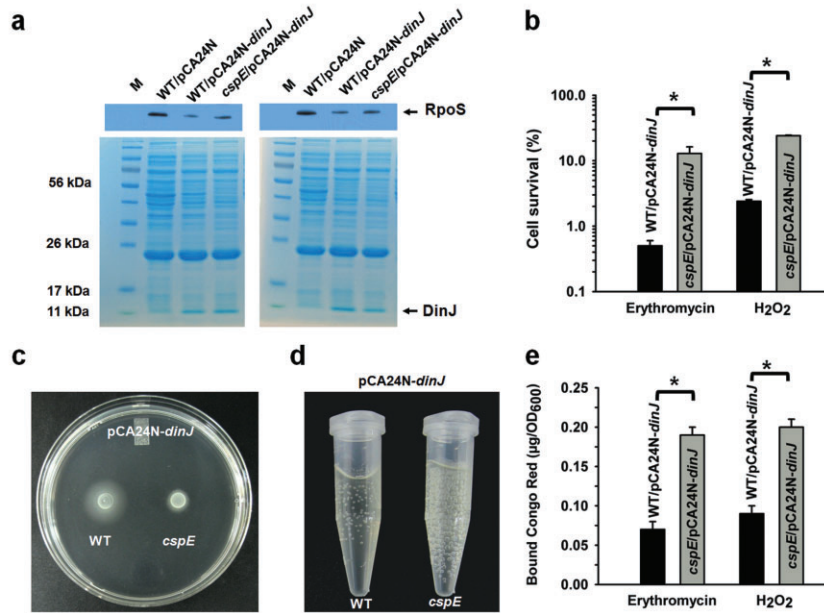 a
M
WT/pCA24N
WT/pCA24N-dinJ
cspE/pCA24N-dinJ
M
WT/pCA24N
WT/pCA24N-dinJ
cspE/pCA24N-dinJ
RpoS
56 kDa
26 kDa
17 kDa
11 kDa
DinJ
b
Cell survival (%)
100.0
10.0
1.0
0.1
*
*
WT/pCA24N-dinJ
cspE/pCA24N-dinJ
WT/pCA24N-dinJ
cspE/pCA24N-dinJ
Erythromycin
H2O2
c
pCA24N-dinJ
WT
cspE
d
pCA24N-dinJ
WT
cspE
e
Bound Congo Red (µg/OD600)
0.25
0.20
0.15
0.10
0.05
0.00
*
*
WT/pCA24N-dinJ
cspE/pCA24N-dinJ
WT/pCA24N-dinJ
cspE/pCA24N-dinJ
Erythromycin
H2O2